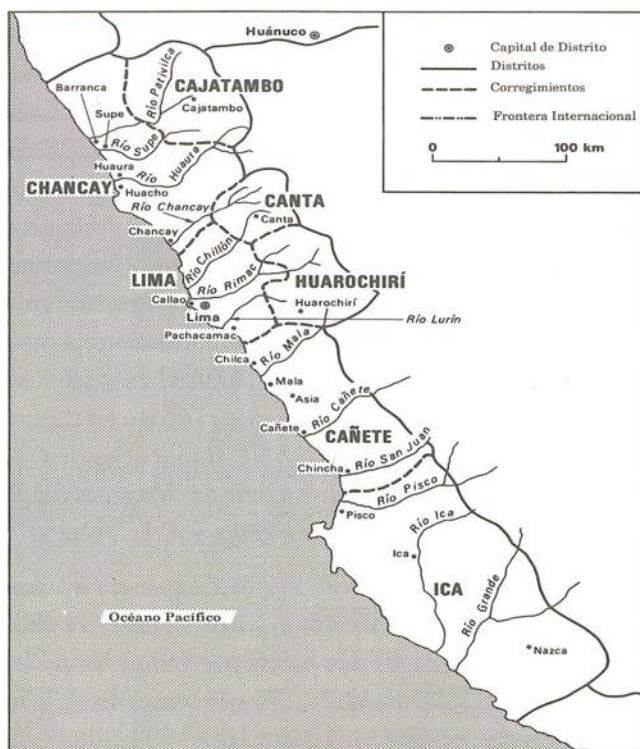 Huánuco
Capital de Distrito
Distritos
Corregimientos
Frontera Internacional
0 100 km
Río Pativilca
CAJATAMBO
Barranca
Cajatambo
Supe
Río Supe
Río Huaura
Huaura
CHANCAY
Huacho
Río Chancay
CANTA
Canta
Chancay
Río Chillón
LIMA
Río Rimac
HUAROCHIRÍ
Callao
Huarochirí
Lima
Río Lurín
Pachacamac
Río Mala
Chilca
Mala
Asia
Río Cañete
Cañete
CAÑETE
Río San Juan
Chincha
Río Pisco
Pisco
Río Ica
Ica
ICA
Río Grande
Océano Pacífico
Nazca